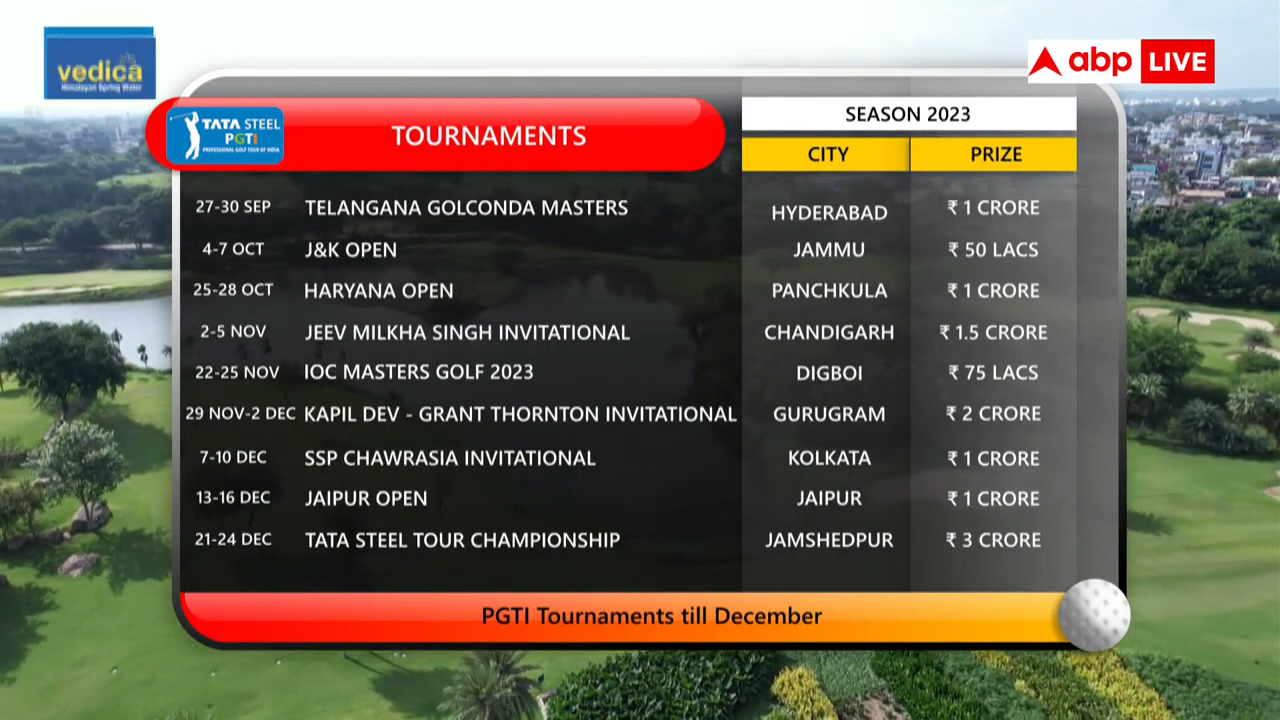 vedica
Himalayan Spring Water
abp LIVE
TATA STEEL
PGTI
PROFESSIONAL GOLF TOUR OF INDIA
TOURNAMENTS
SEASON 2023
CITY PRIZE
27-30 SEP TELANGANA GOLCONDA MASTERS HYDERABAD ₹ 1 CRORE
4-7 OCT J&K OPEN JAMMU ₹ 50 LACS
25-28 OCT HARYANA OPEN PANCHKULA ₹ 1 CRORE
2-5 NOV JEEV MILKHA SINGH INVITATIONAL CHANDIGARH ₹ 1.5 CRORE
22-25 NOV IOC MASTERS GOLF 2023 DIGBOI ₹ 75 LACS
29 NOV-2 DEC KAPIL DEV - GRANT THORNTON INVITATIONAL GURUGRAM ₹ 2 CRORE
7-10 DEC SSP CHAWRASIA INVITATIONAL KOLKATA ₹ 1 CRORE
13-16 DEC JAIPUR OPEN JAIPUR ₹ 1 CRORE
21-24 DEC TATA STEEL TOUR CHAMPIONSHIP JAMSHEDPUR ₹ 3 CRORE
PGTI Tournaments till December